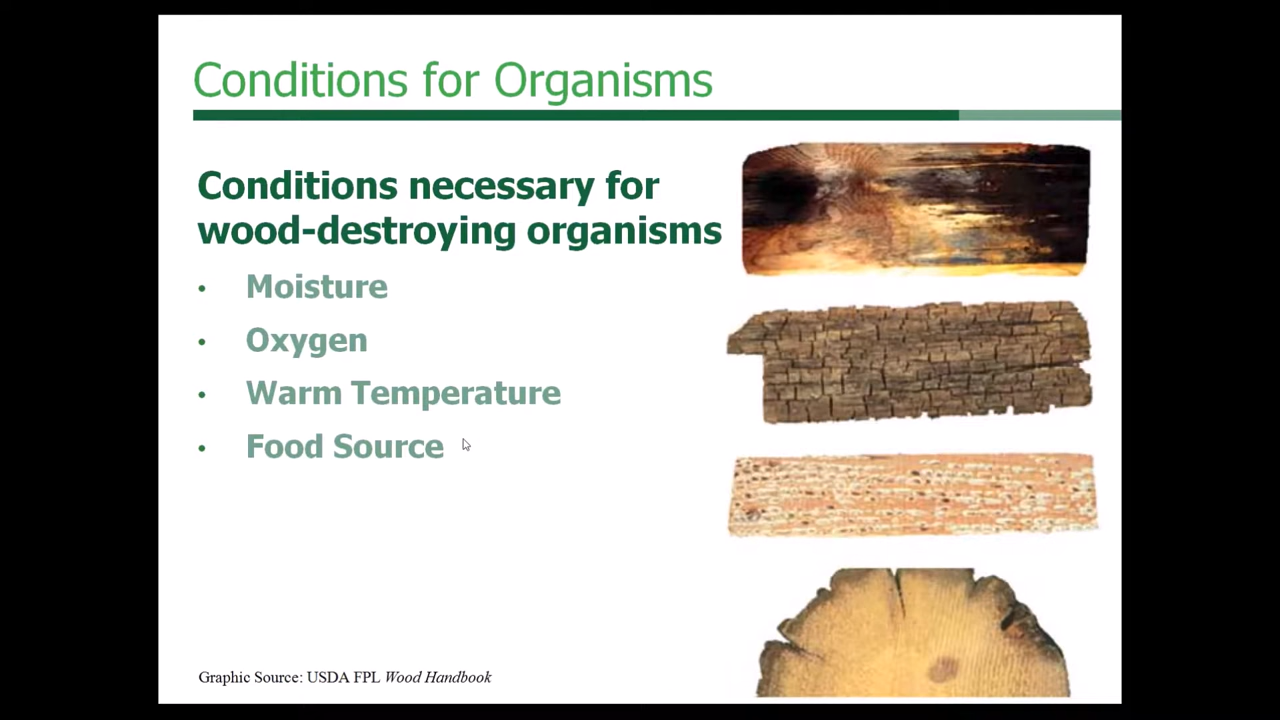 Conditions for Organisms
Conditions necessary for
wood-destroying organisms
• Moisture
• Oxygen
• Warm Temperature
• Food Source
Graphic Source: USDA FPL Wood Handbook